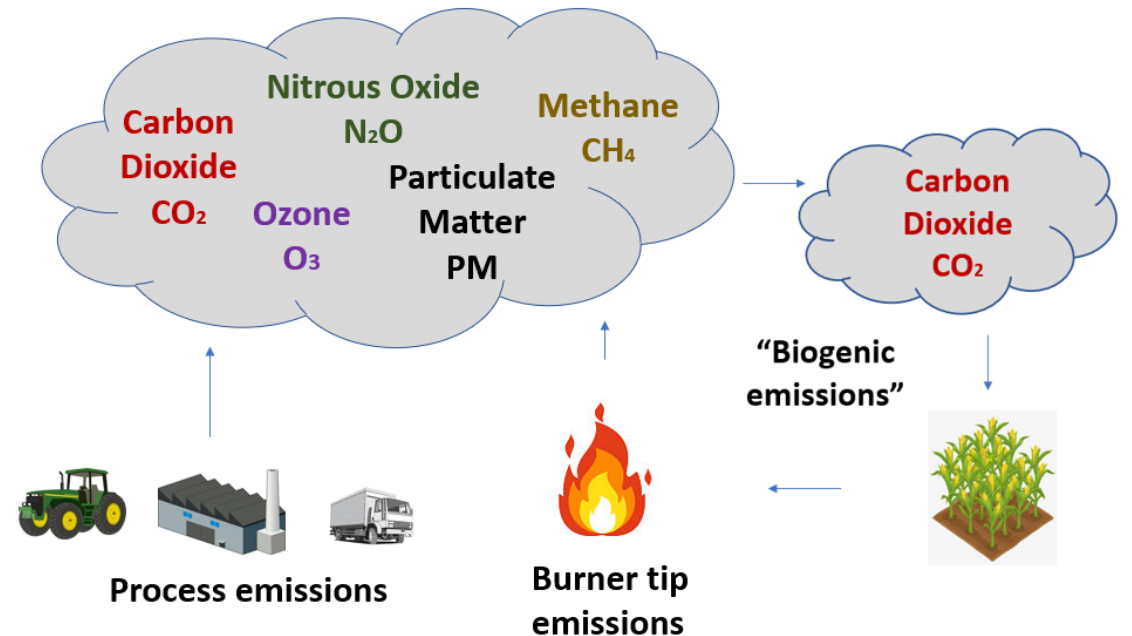 Nitrous Oxide
N₂O
Methane
CH₄
Carbon
Dioxide
CO₂
Particulate
Matter
PM
Ozone
O₃
Carbon
Dioxide
CO₂
“Biogenic
emissions”
Process emissions
Burner tip
emissions